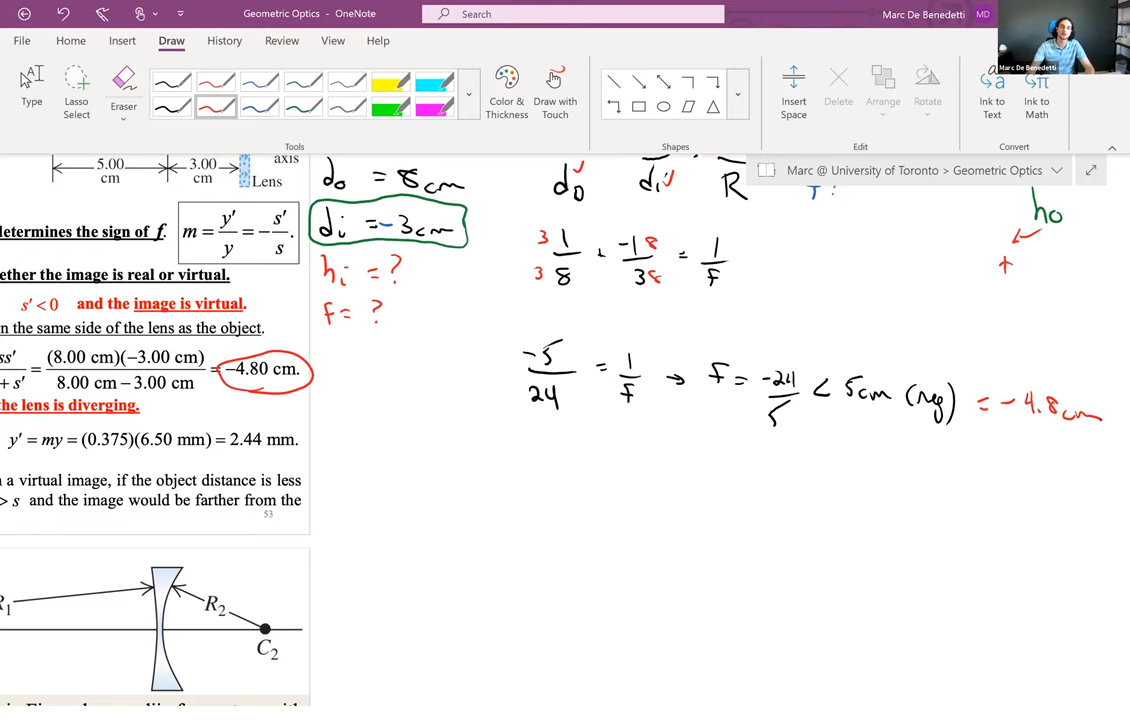 Geometric Optics - OneNote
Search
Marc De Benedetti MD
Marc De Benedetti
File Home Insert Draw History Review View Help
Type
Lasso Select
Eraser
Color & Thickness
Draw with Touch
Insert Space
Delete
Arrange
Rotate
Ink to Text
Ink to Math
Tools
Shapes
Edit
Convert
Marc @ University of Toronto > Geometric Optics
5.00 cm
3.00 cm
axis
Lens
determines the sign of f. m = y'/y = -s'/s.
ether the image is real or virtual.
s' < 0 and the image is virtual.
n the same side of the lens as the object.
ss'/+ s' = (8.00 cm)(−3.00 cm)/8.00 cm − 3.00 cm = −4.80 cm.
the lens is diverging.
y' = my = (0.375)(6.50 mm) = 2.44 mm.
a virtual image, if the object distance is less
> s and the image would be farther from the
53
R1
R2
C2
do = 8cm
di = -3cm
hi = ?
f = ?
do di R
ho
+
3 1/3 8 + -1 8/3 8 = 1/f
-5/24 = 1/f → f = -24/5 < 5cm (neg) = -4.8cm